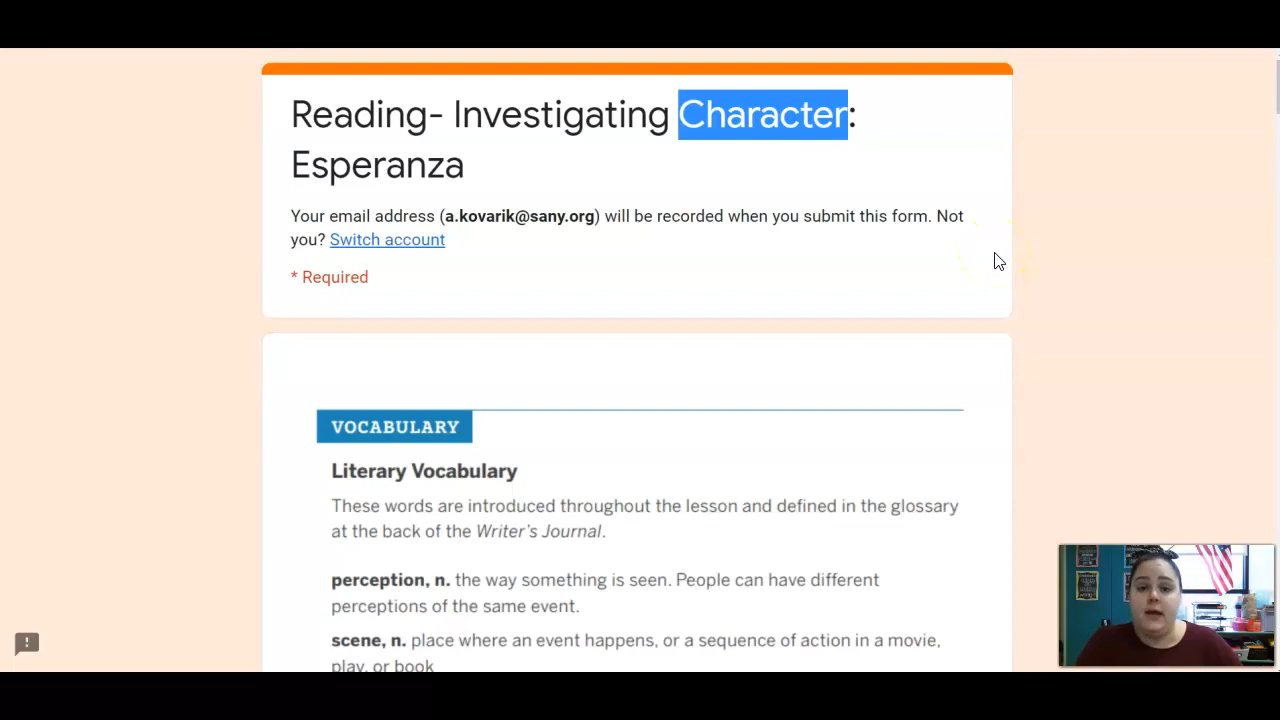 Reading- Investigating Character:
Esperanza
Your email address (a.kovarik@sany.org) will be recorded when you submit this form. Not
you? Switch account
* Required
VOCABULARY
Literary Vocabulary
These words are introduced throughout the lesson and defined in the glossary
at the back of the Writer's Journal.
perception, n. the way something is seen. People can have different
perceptions of the same event.
scene, n. place where an event happens, or a sequence of action in a movie,
play, or book